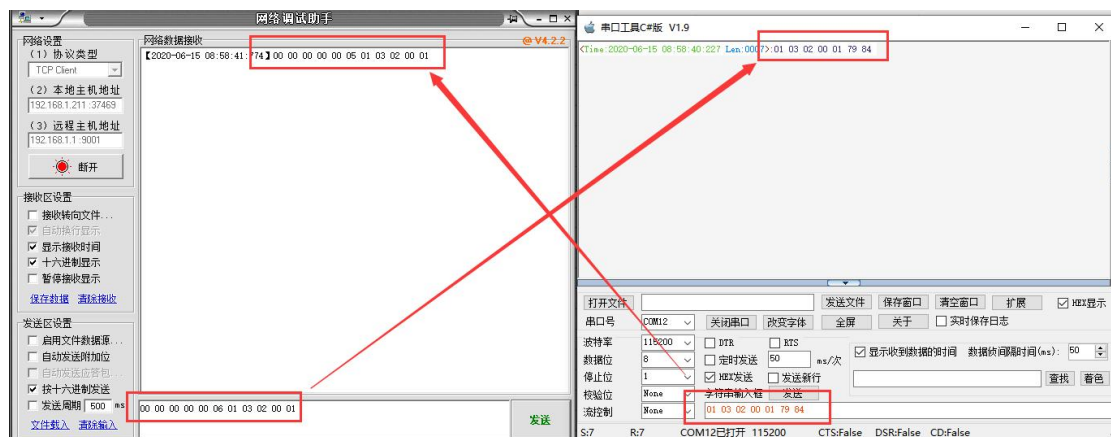 网络调试助手
网络设置
(1) 协议类型
TCP Client
(2) 本地主机地址
192.168.1.211 :37469
(3) 远程主机地址
192.168.1.1 :9001
断开
接收区设置
接收转向文件...
自动换行显示
显示接收时间
十六进制显示
暂停接收显示
保存数据 清除接收
发送区设置
启用文件数据源...
自动发送附加位
自动发送应答包...
按十六进制发送
发送周期 500 ms
文件载入 清除输入
网络数据接收
@ V4.2.2
【2020-06-15 08:58:41:774】00 00 00 00 00 05 01 03 02 00 01
00 00 00 00 00 06 01 03 02 00 01
发送
串口工具C#版 V1.9
<Time:2020-06-15 08:58:40:227 Len:0007>:01 03 02 00 01 79 84
打开文件 发送文件 保存窗口 清空窗口 扩展 HEX显示
串口号 COM12 关闭串口 改变字体 全屏 关于 实时保存日志
波特率 115200 DTR RTS
数据位 8 定时发送 50 ms/次 显示收到数据的时间 数据侦间隔时间(ms): 50
停止位 1 HEX发送 发送新行 查找 着色
校验位 None 字符串输入框 发送
流控制 None 01 03 02 00 01 79 84
S:7 R:7 COM12已打开 115200 CTS:False DSR:False CD:False